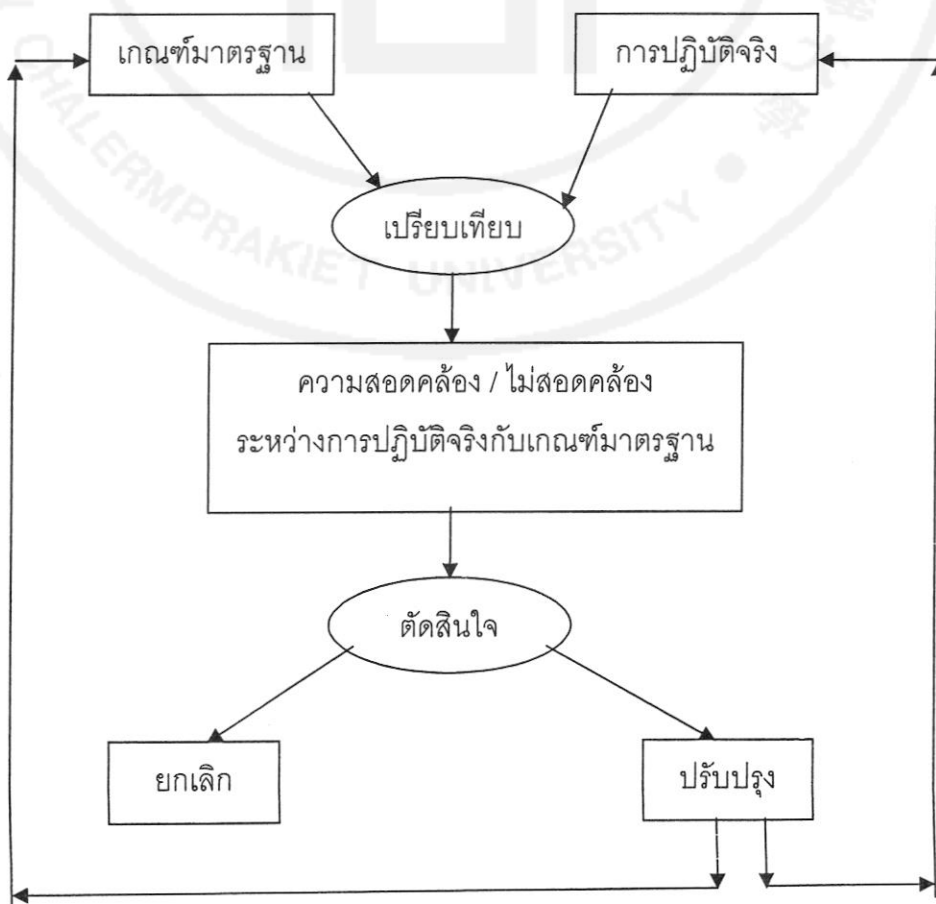 เกณฑ์มาตรฐาน
การปฏิบัติจริง
เปรียบเทียบ
ความสอดคล้อง / ไม่สอดคล้อง
ระหว่างการปฏิบัติจริงกับเกณฑ์มาตรฐาน
ตัดสินใจ
ยกเลิก
ปรับปรุง
CHALERMPRAKIET UNIVERSITY